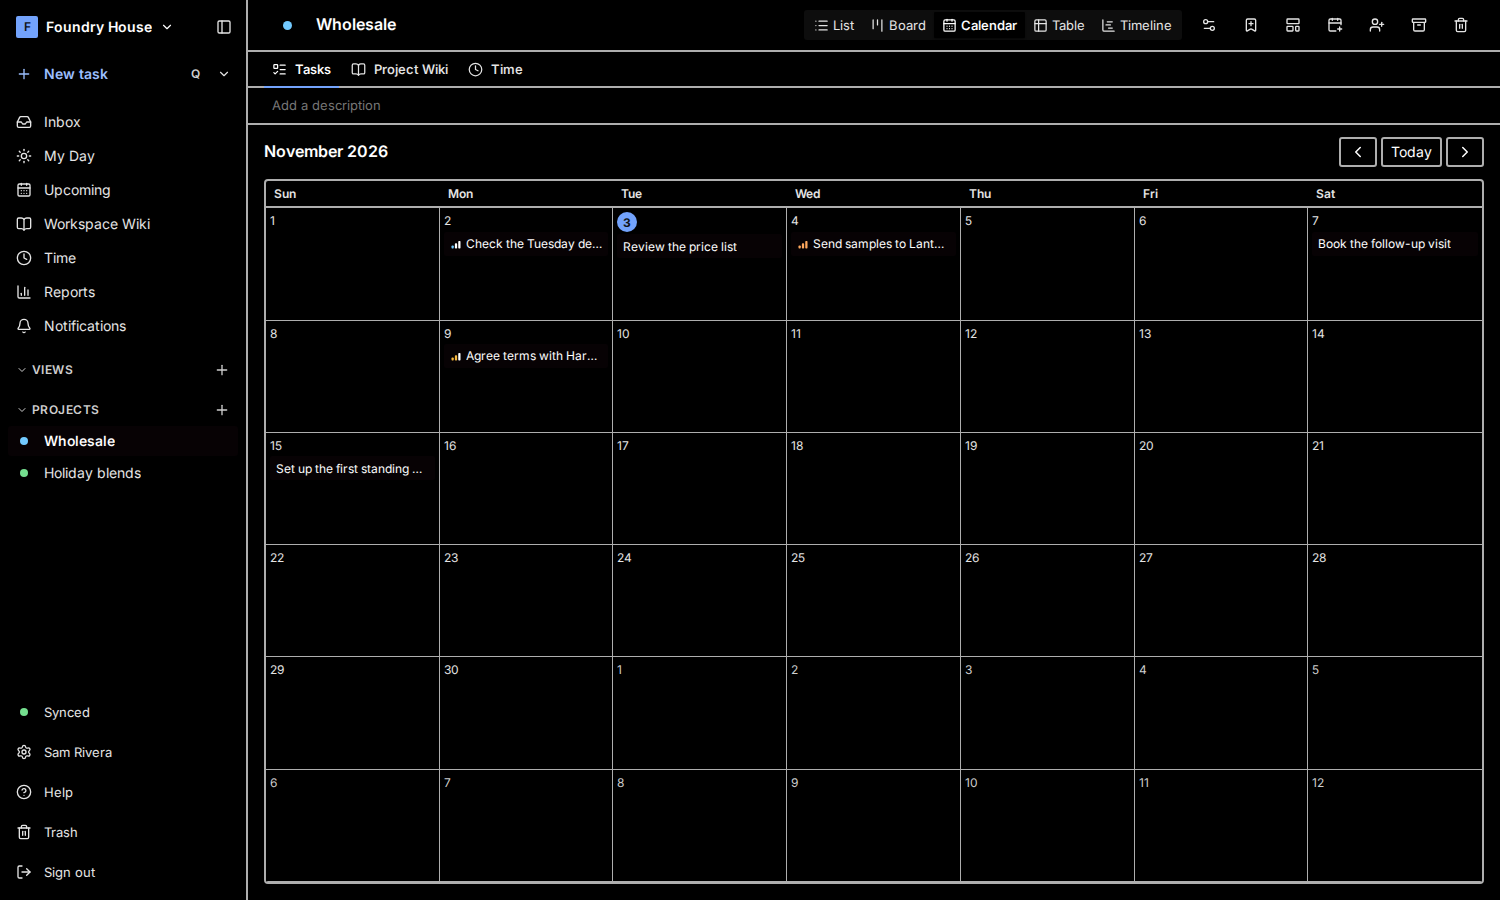 F Foundry House
New task Q
Inbox
My Day
Upcoming
Workspace Wiki
Time
Reports
Notifications
VIEWS
PROJECTS
Wholesale
Holiday blends
Synced
Sam Rivera
Help
Trash
Sign out
Wholesale
List Board Calendar Table Timeline
Tasks Project Wiki Time
Add a description
November 2026
Today
Sun Mon Tue Wed Thu Fri Sat
1 2 3 4 5 6 7
Check the Tuesday de... Review the price list Send samples to Lant... Book the follow-up visit
8 9 10 11 12 13 14
Agree terms with Har...
15 16 17 18 19 20 21
Set up the first standing ...
22 23 24 25 26 27 28
29 30 1 2 3 4 5
6 7 8 9 10 11 12